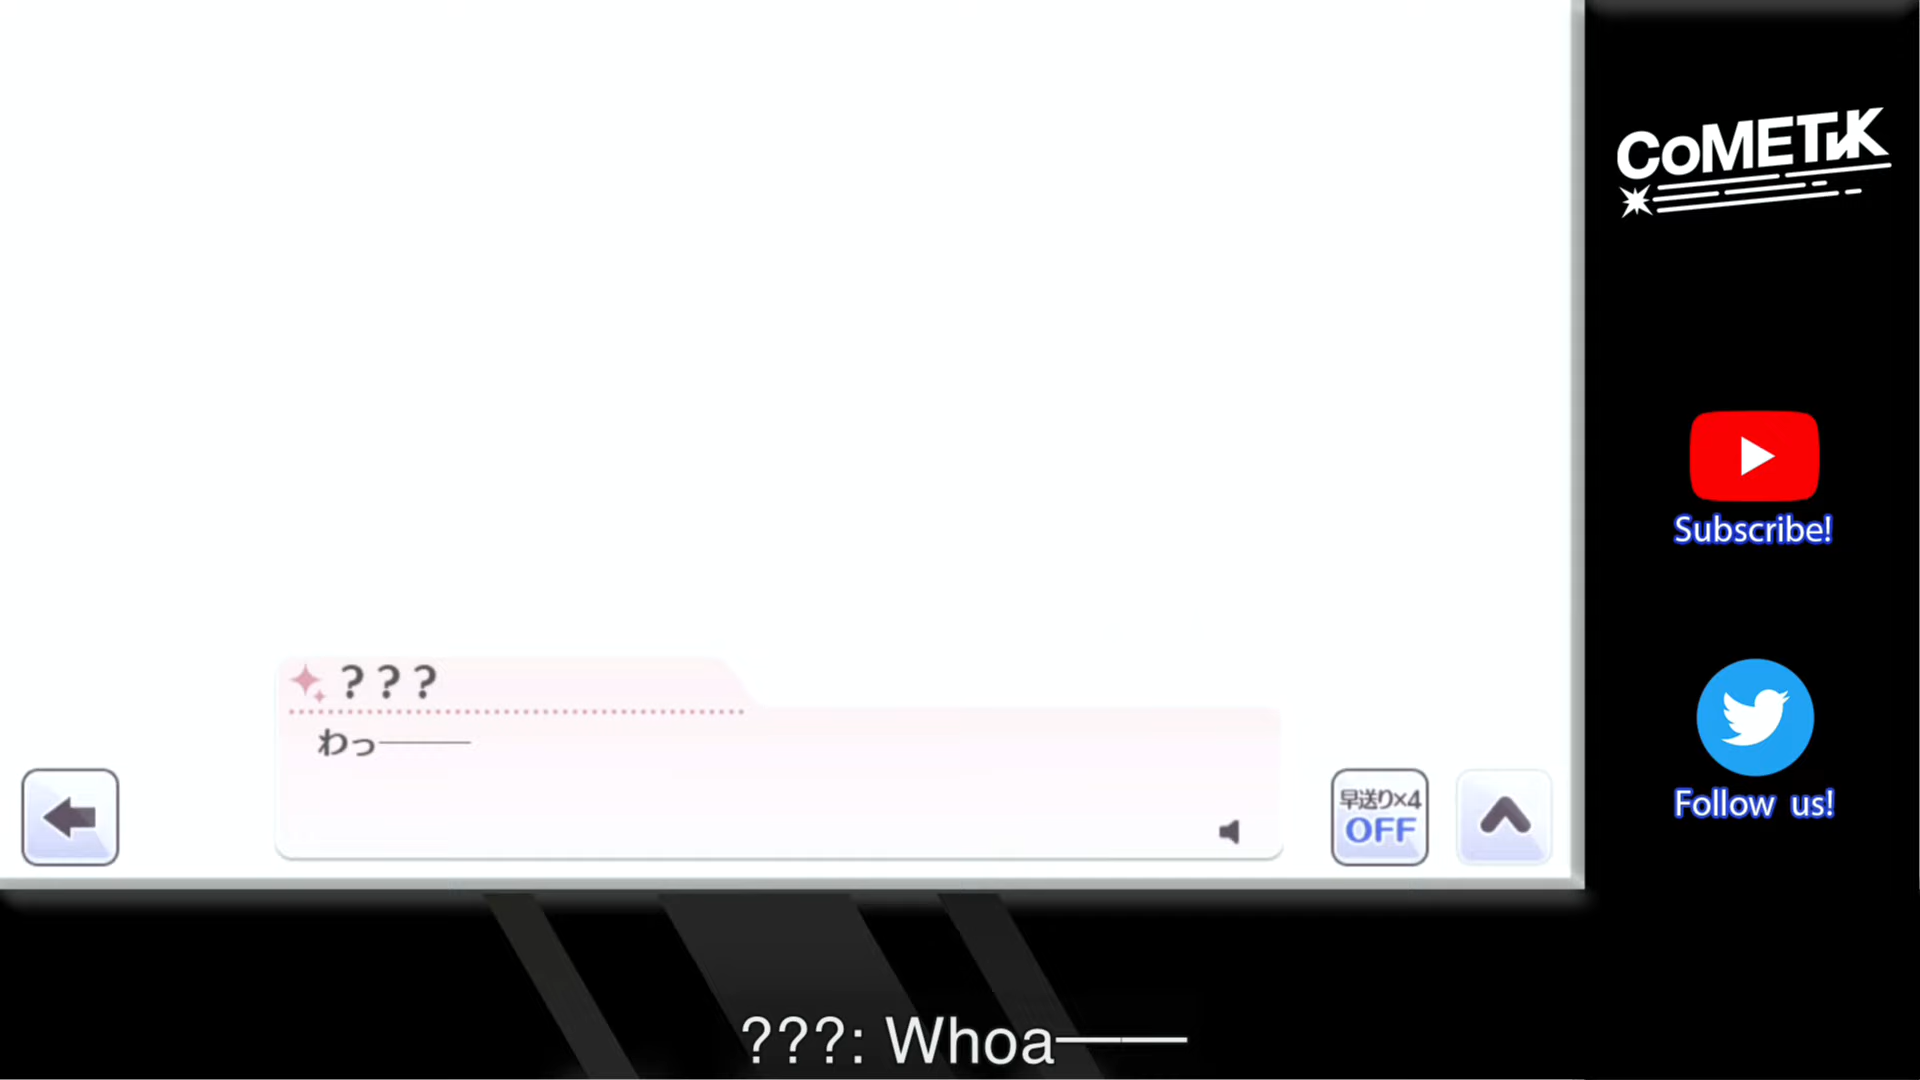 CoMETIK
Subscribe!
？？？
わっ―――
早送り×4
OFF
Follow us!
???: Whoa――